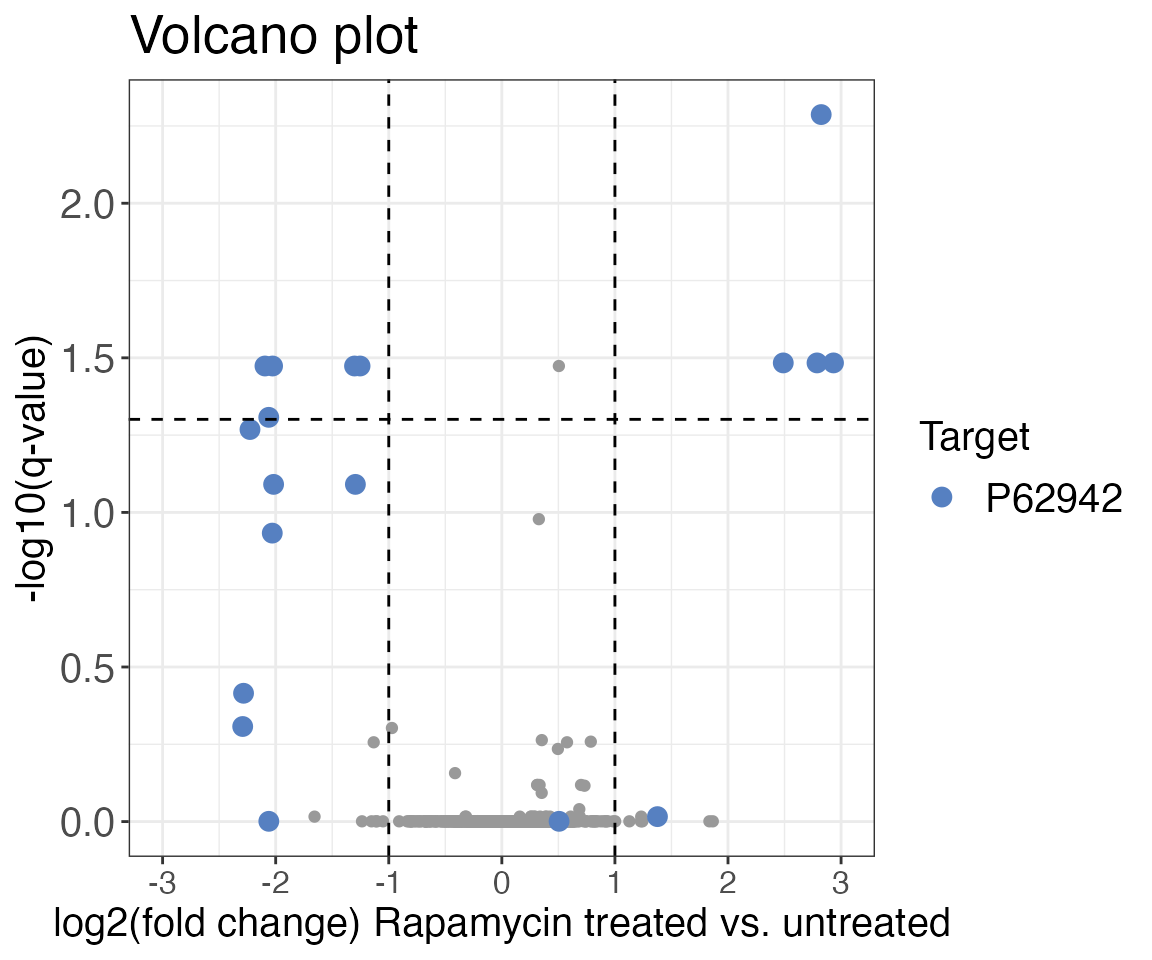 Volcano plot
2.0
1.5
1.0
0.5
0.0
-log10(q-value)
-3 -2 -1 0 1 2 3
log2(fold change) Rapamycin treated vs. untreated
Target
P62942